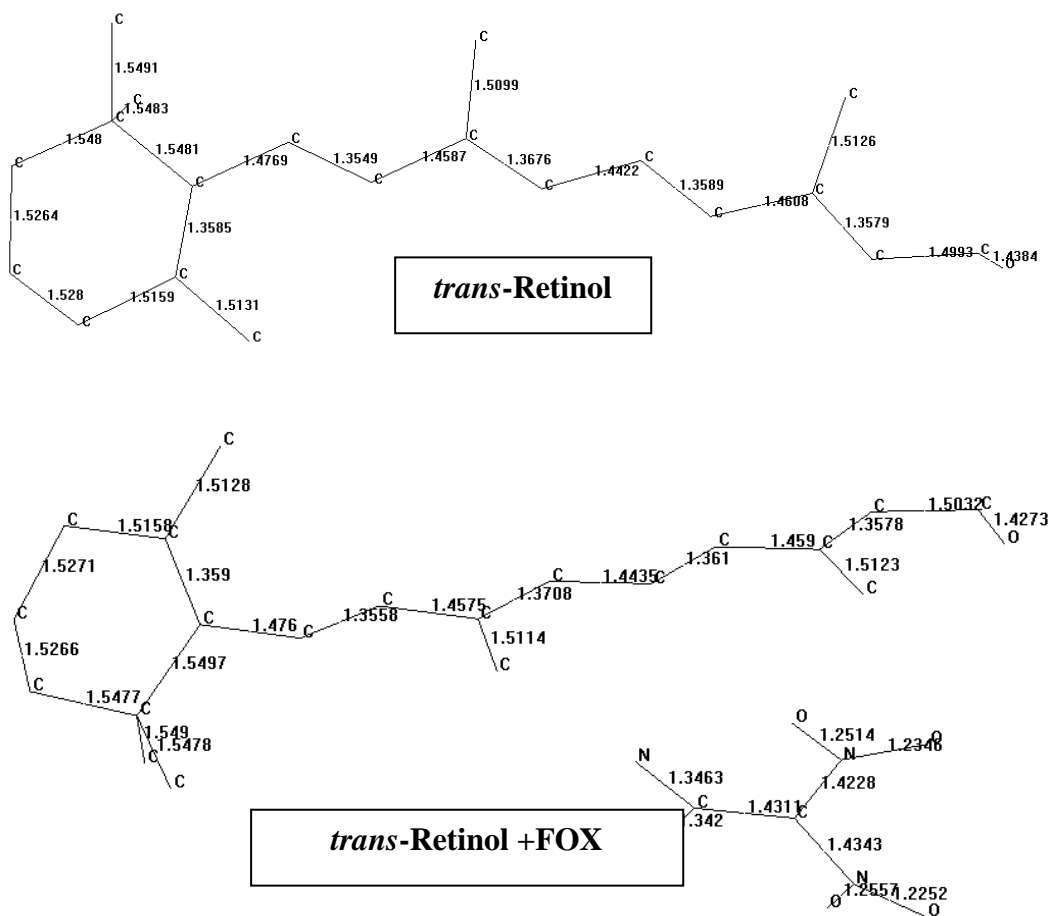 C
C
1.5491
1.5099
C
C
1.5483
C
1.5126
1.548
1.5481
C
C
C
C
1.4769
1.3549
1.4587
1.3676
1.4422
C
C
C
C
1.3589
C
1.4608
1.5264
C
1.3585
1.3579
C
C
C
1.4993
C
1.4384
O
1.528
1.5159
1.5131
C
C
trans-Retinol
C
1.5128
C
1.5158
C
C
1.5032
C
1.4273
O
1.3578
1.5271
1.359
C
1.361
1.459
C
1.5123
C
C
1.4435
C
1.3708
C
C
1.4575
C
1.3558
C
1.476
C
C
1.5114
C
1.5266
1.5497
C
1.5477
C
1.549
1.5478
C
C
O
1.2514
1.2346
O
N
N
1.3463
1.4228
C
1.4311
C
1.342
1.4343
trans-Retinol +FOX
N
1.2557
1.2252
O
O